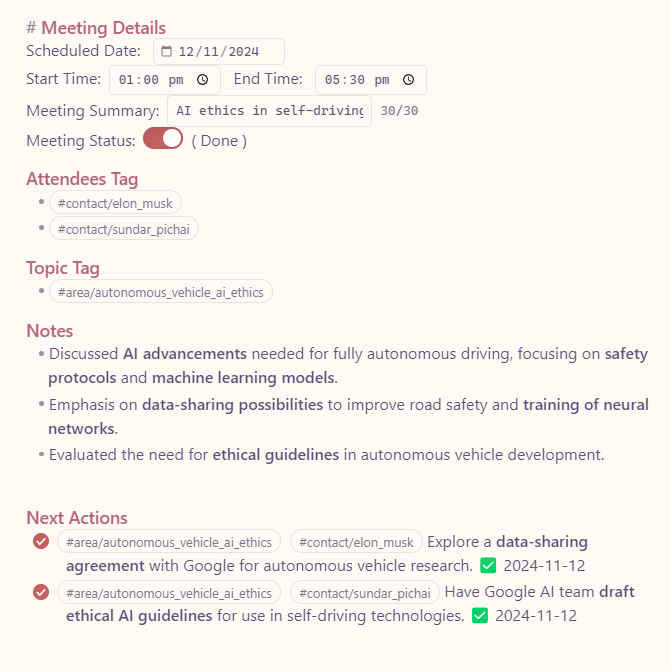 # Meeting Details
Scheduled Date: 12/11/2024
Start Time: 01:00 pm End Time: 05:30 pm
Meeting Summary: AI ethics in self-driving 30/30
Meeting Status: ( Done )
Attendees Tag
#contact/elon_musk
#contact/sundar_pichai
Topic Tag
#area/autonomous_vehicle_ai_ethics
Notes
• Discussed AI advancements needed for fully autonomous driving, focusing on safety
protocols and machine learning models.
• Emphasis on data-sharing possibilities to improve road safety and training of neural
networks.
• Evaluated the need for ethical guidelines in autonomous vehicle development.
Next Actions
#area/autonomous_vehicle_ai_ethics #contact/elon_musk Explore a data-sharing
agreement with Google for autonomous vehicle research. ✅ 2024-11-12
#area/autonomous_vehicle_ai_ethics #contact/sundar_pichai Have Google AI team draft
ethical AI guidelines for use in self-driving technologies. ✅ 2024-11-12